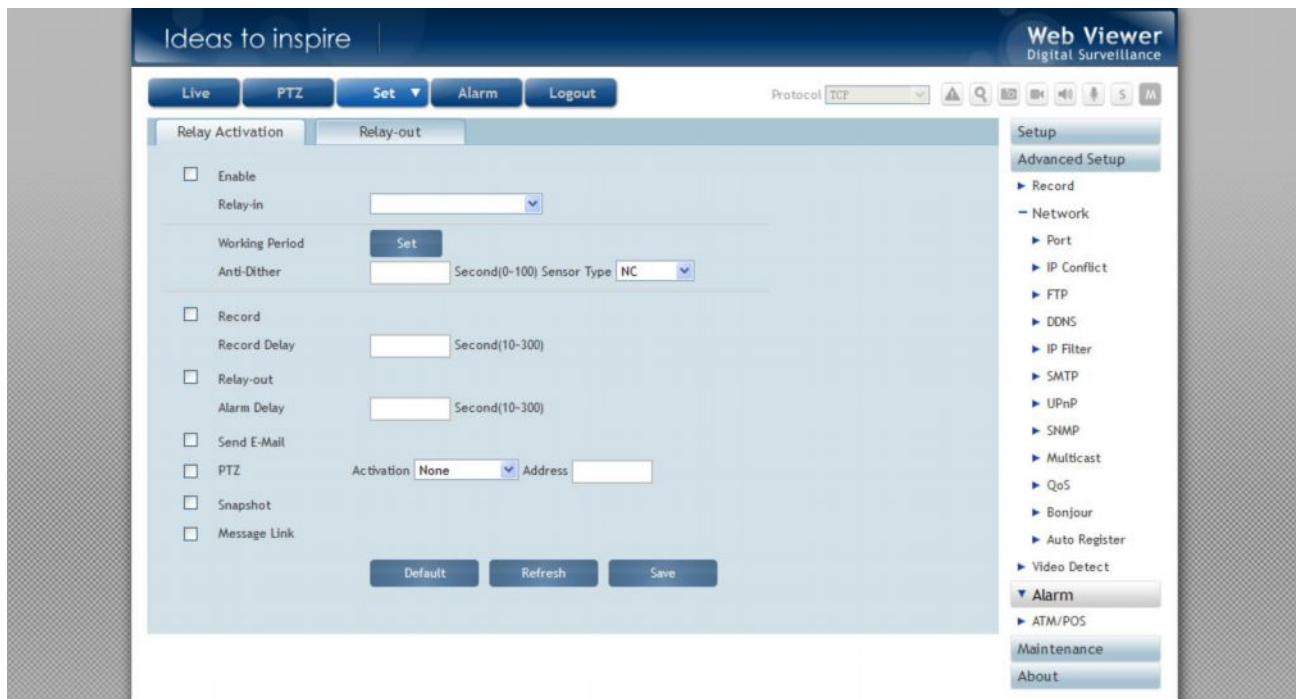 Ideas to inspire
Web Viewer
Digital Surveillance
Live
PTZ
Set
Alarm
Logout
Protocol TCP
S
M
Relay Activation
Relay-out
Enable
Relay-in
Working Period
Set
Anti-Dither
Second(0~100) Sensor Type NC
Record
Record Delay
Second(10~300)
Relay-out
Alarm Delay
Second(10~300)
Send E-Mail
PTZ
Activation None
Address
Snapshot
Message Link
Default
Refresh
Save
Setup
Advanced Setup
Record
Network
Port
IP Conflict
FTP
DDNS
IP Filter
SMTP
UPnP
SNMP
Multicast
QoS
Bonjour
Auto Register
Video Detect
Alarm
ATM/POS
Maintenance
About